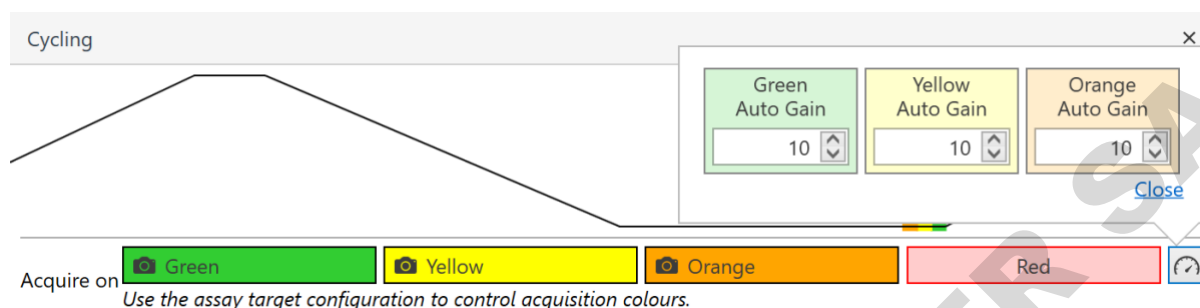 Cycling
×
Green Auto Gain
10
Yellow Auto Gain
10
Orange Auto Gain
10
Close
Acquire on
Green
Yellow
Orange
Red
Use the assay target configuration to control acquisition colours.